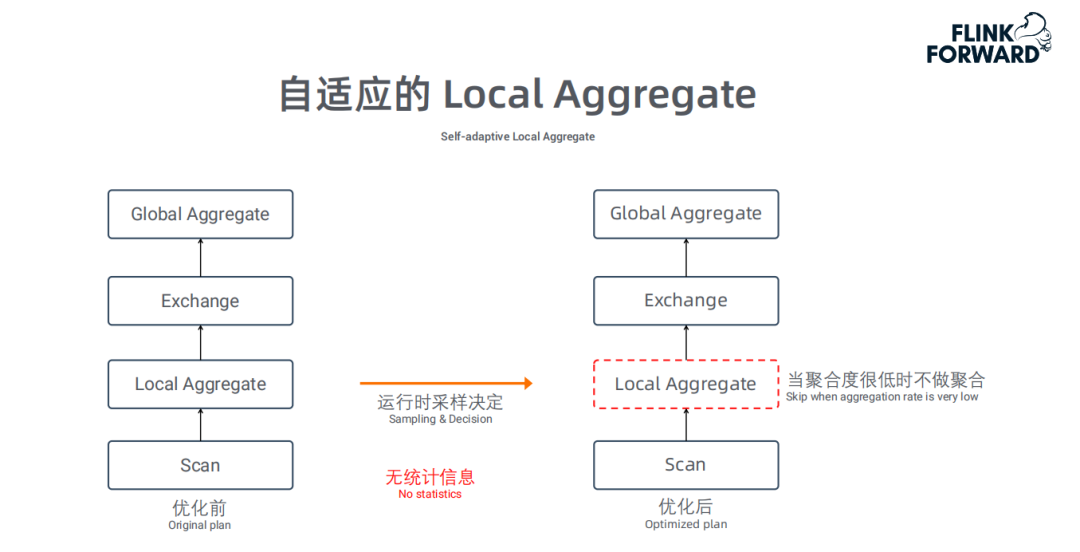 FLINK
FORWARD
自适应的 Local Aggregate
Self-adaptive Local Aggregate
Global Aggregate
Exchange
Local Aggregate
Scan
优化前
Original plan
运行时采样决定
Sampling & Decision
无统计信息
No statistics
Global Aggregate
Exchange
Local Aggregate
当聚合度很低时不做聚合
Skip when aggregation rate is very low
Scan
优化后
Optimized plan